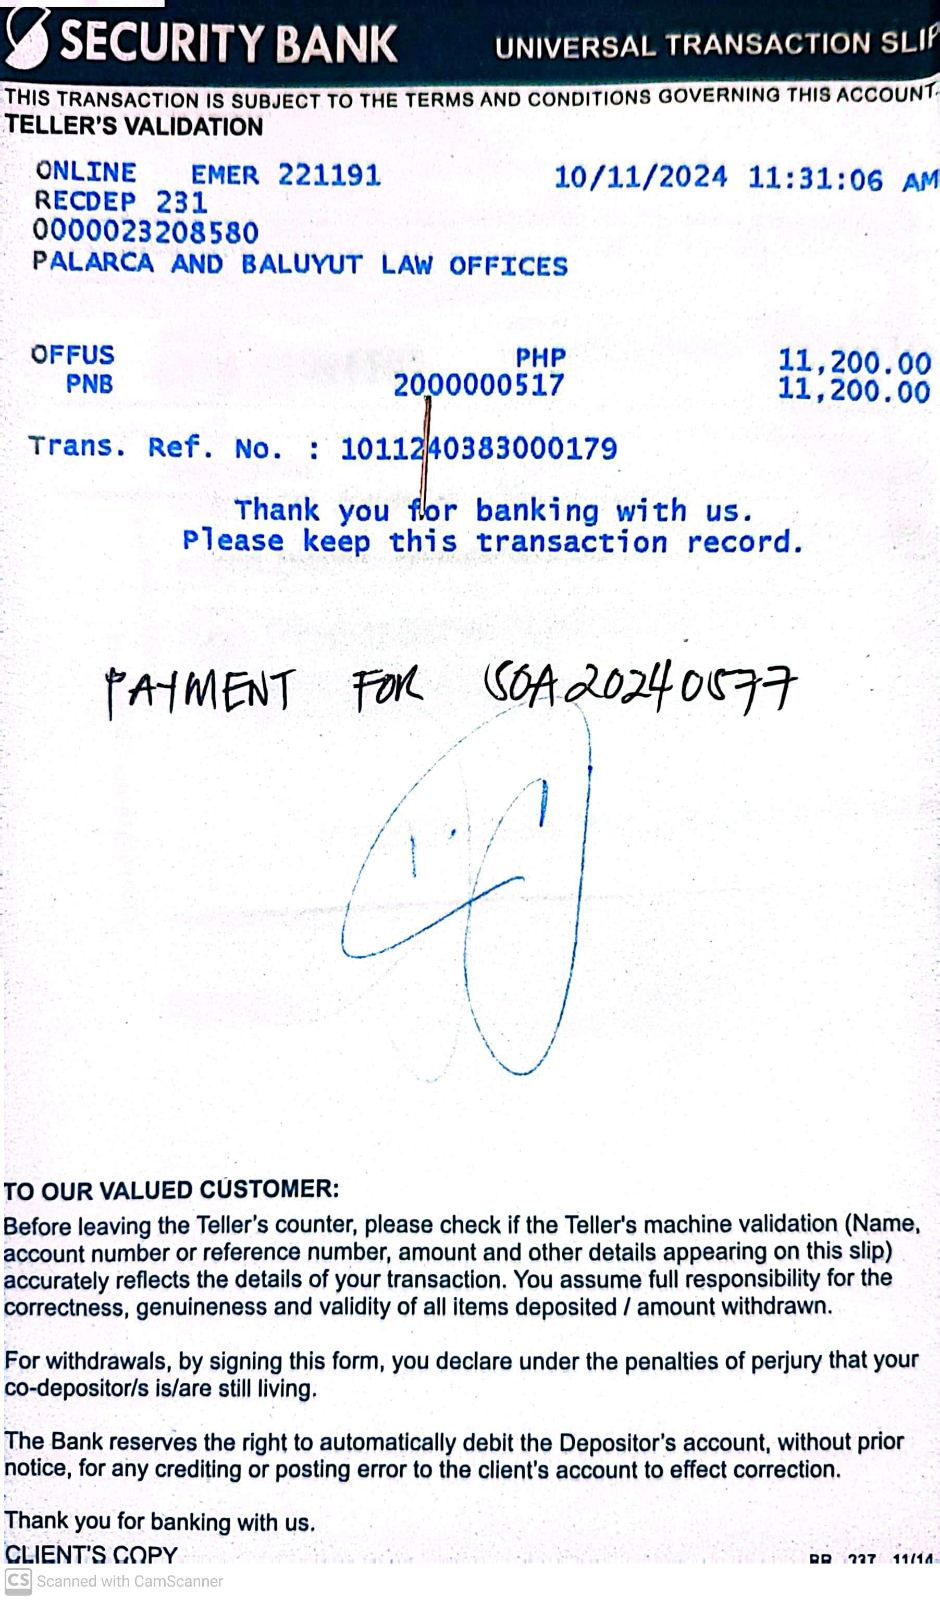 SECURITY BANK UNIVERSAL TRANSACTION SLIP
THIS TRANSACTION IS SUBJECT TO THE TERMS AND CONDITIONS GOVERNING THIS ACCOUNT.
TELLER'S VALIDATION
ONLINE EMER 221191 10/11/2024 11:31:06 AM
RECDEP 231
0000023208580
PALARCA AND BALUYUT LAW OFFICES
OFFUS PHP 11,200.00
PNB 2000000517 11,200.00
Trans. Ref. No. : 1011240383000179
Thank you for banking with us.
Please keep this transaction record.
PAYMENT FOR SOA20240577
TO OUR VALUED CUSTOMER:
Before leaving the Teller's counter, please check if the Teller's machine validation (Name,
account number or reference number, amount and other details appearing on this slip)
accurately reflects the details of your transaction. You assume full responsibility for the
correctness, genuineness and validity of all items deposited / amount withdrawn.
For withdrawals, by signing this form, you declare under the penalties of perjury that your
co-depositor/s is/are still living.
The Bank reserves the right to automatically debit the Depositor's account, without prior
notice, for any crediting or posting error to the client's account to effect correction.
Thank you for banking with us.
CLIENT'S COPY 11/14
CS Scanned with CamScanner